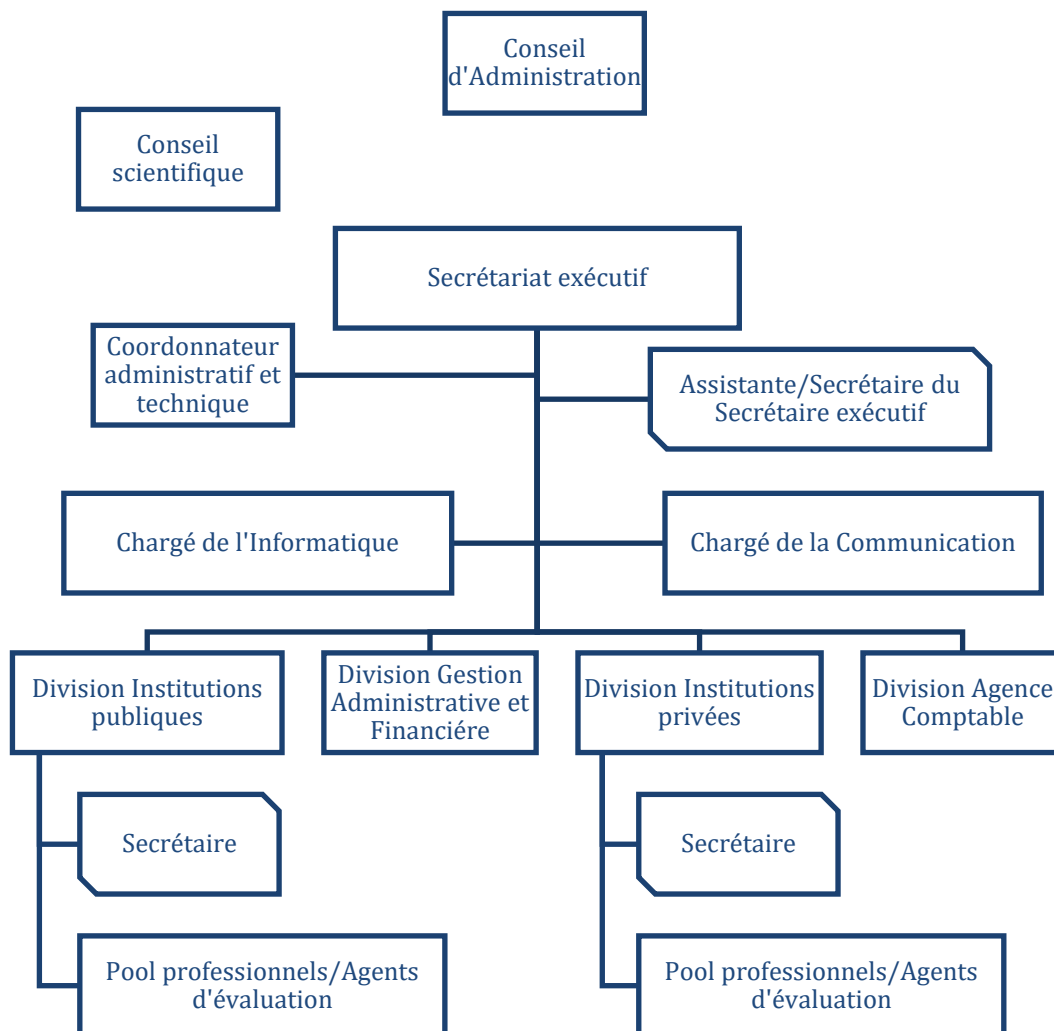 Conseil
d'Administration
Conseil
scientifique
Secrétariat exécutif
Coordonnateur
administratif et
technique
Assistante/Secrétaire du
Secrétaire exécutif
Chargé de l'Informatique
Chargé de la Communication
Division Institutions
publiques
Division Gestion
Administrative et
Financiére
Division Institutions
privées
Division Agence
Comptable
Secrétaire
Secrétaire
Pool professionnels/Agents
d'évaluation
Pool professionnels/Agents
d'évaluation